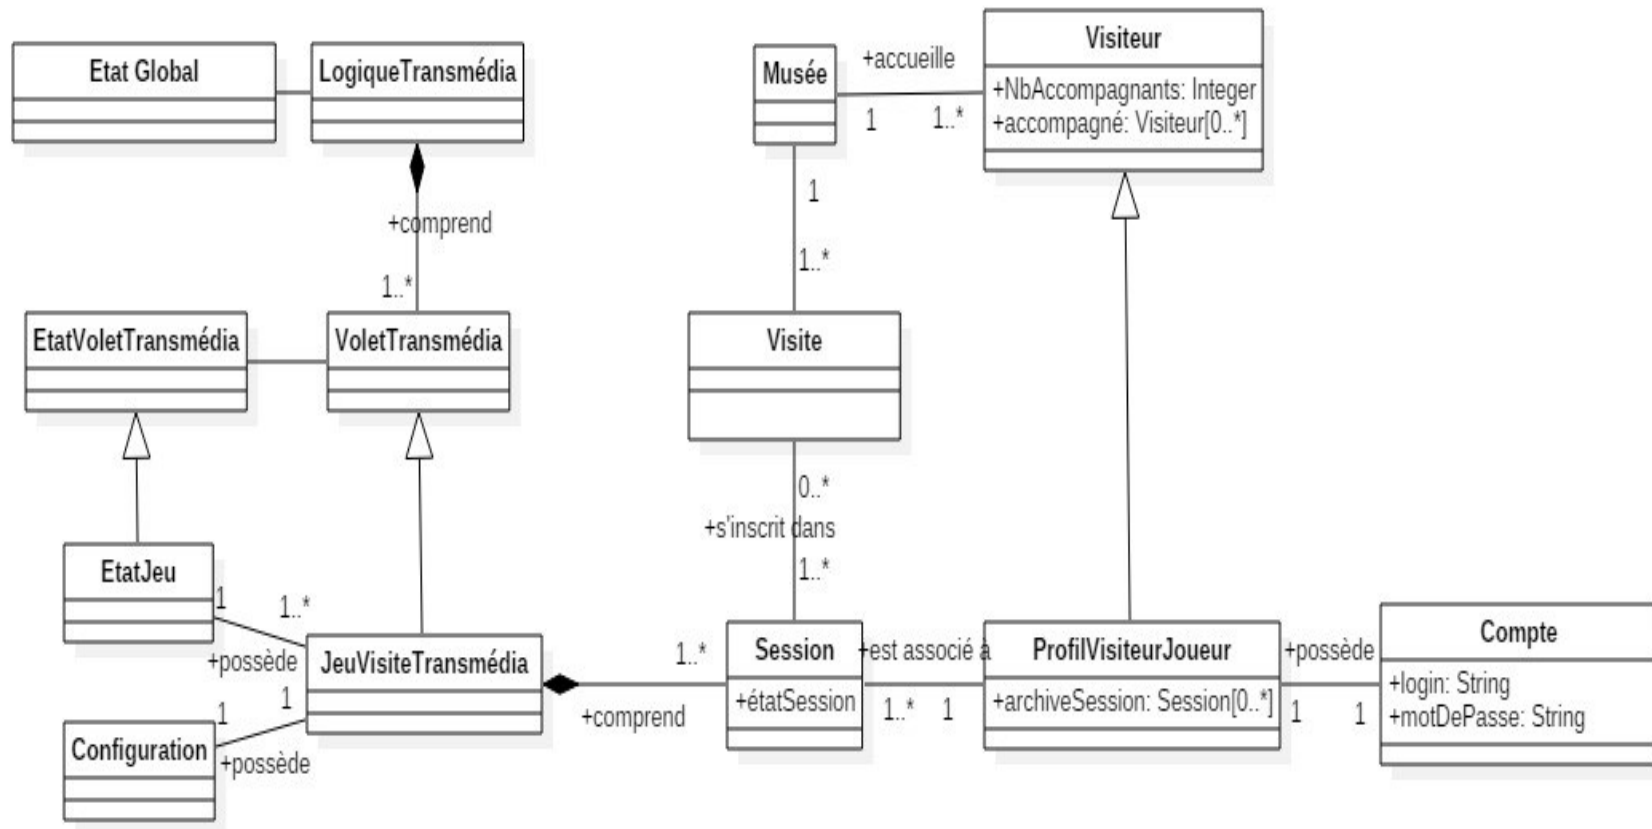 Etat Global
LogiqueTransmédia
+comprend
1..*
EtatVoletTransmédia
VoletTransmédia
EtatJeu
1
1..*
+possède
JeuVisiteTransmédia
1
1
+possède
Configuration
Musée
+accueille
1
1..*
Visiteur
+NbAccompagnants: Integer
+accompagné: Visiteur[0..*]
1
1..*
Visite
0..*
+s'inscrit dans
1..*
1..*
+comprend
Session
+étatSession
+est associé à
1..*
1
ProfilVisiteurJoueur
+archiveSession: Session[0..*]
+possède
1
1
Compte
+login: String
+motDePasse: String